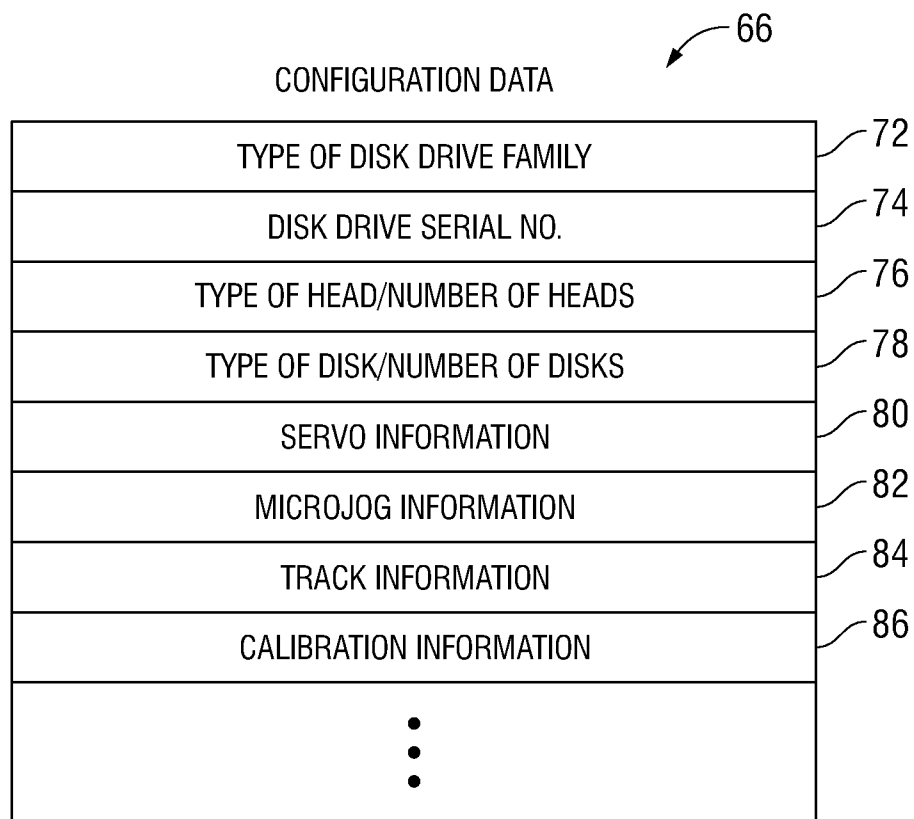 66
CONFIGURATION DATA
TYPE OF DISK DRIVE FAMILY 72
DISK DRIVE SERIAL NO. 74
TYPE OF HEAD/NUMBER OF HEADS 76
TYPE OF DISK/NUMBER OF DISKS 78
SERVO INFORMATION 80
MICROJOG INFORMATION 82
TRACK INFORMATION 84
CALIBRATION INFORMATION 86